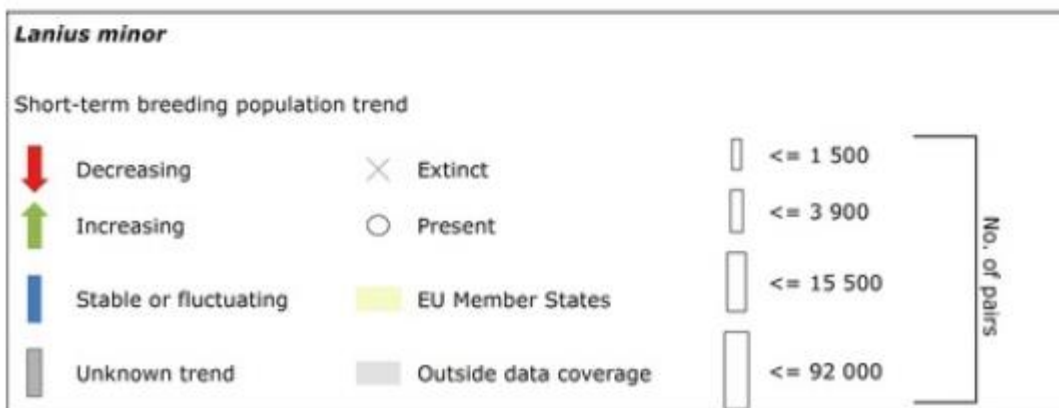 Lanius minor
Short-term breeding population trend
Decreasing
Extinct
<= 1 500
Increasing
Present
<= 3 900
Stable or fluctuating
EU Member States
<= 15 500
Unknown trend
Outside data coverage
<= 92 000
No. of pairs